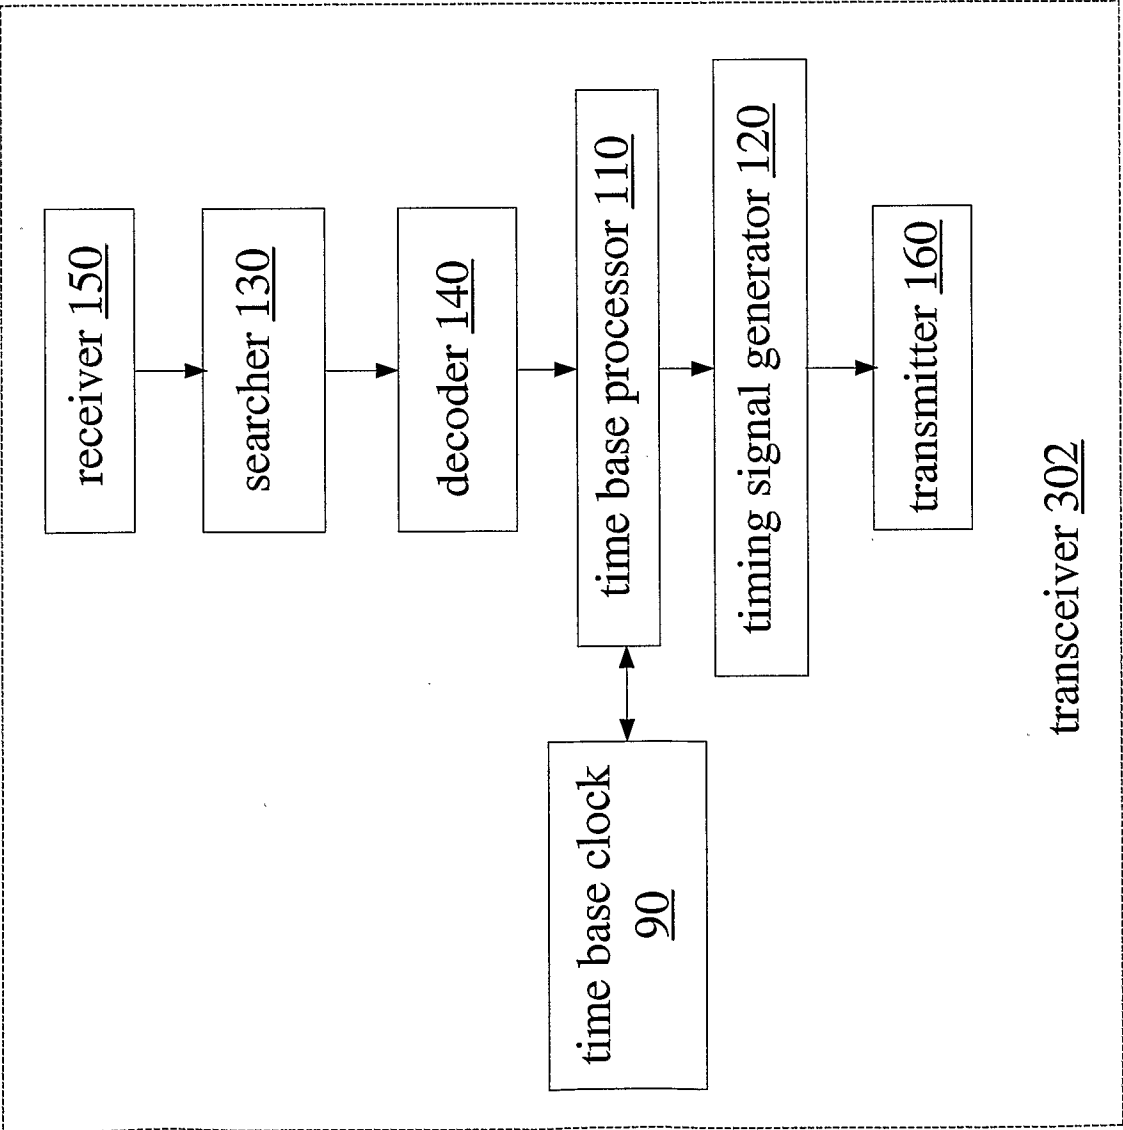 receiver 150
searcher 130
decoder 140
time base processor 110
timing signal generator 120
transmitter 160
time base clock
90
transceiver 302